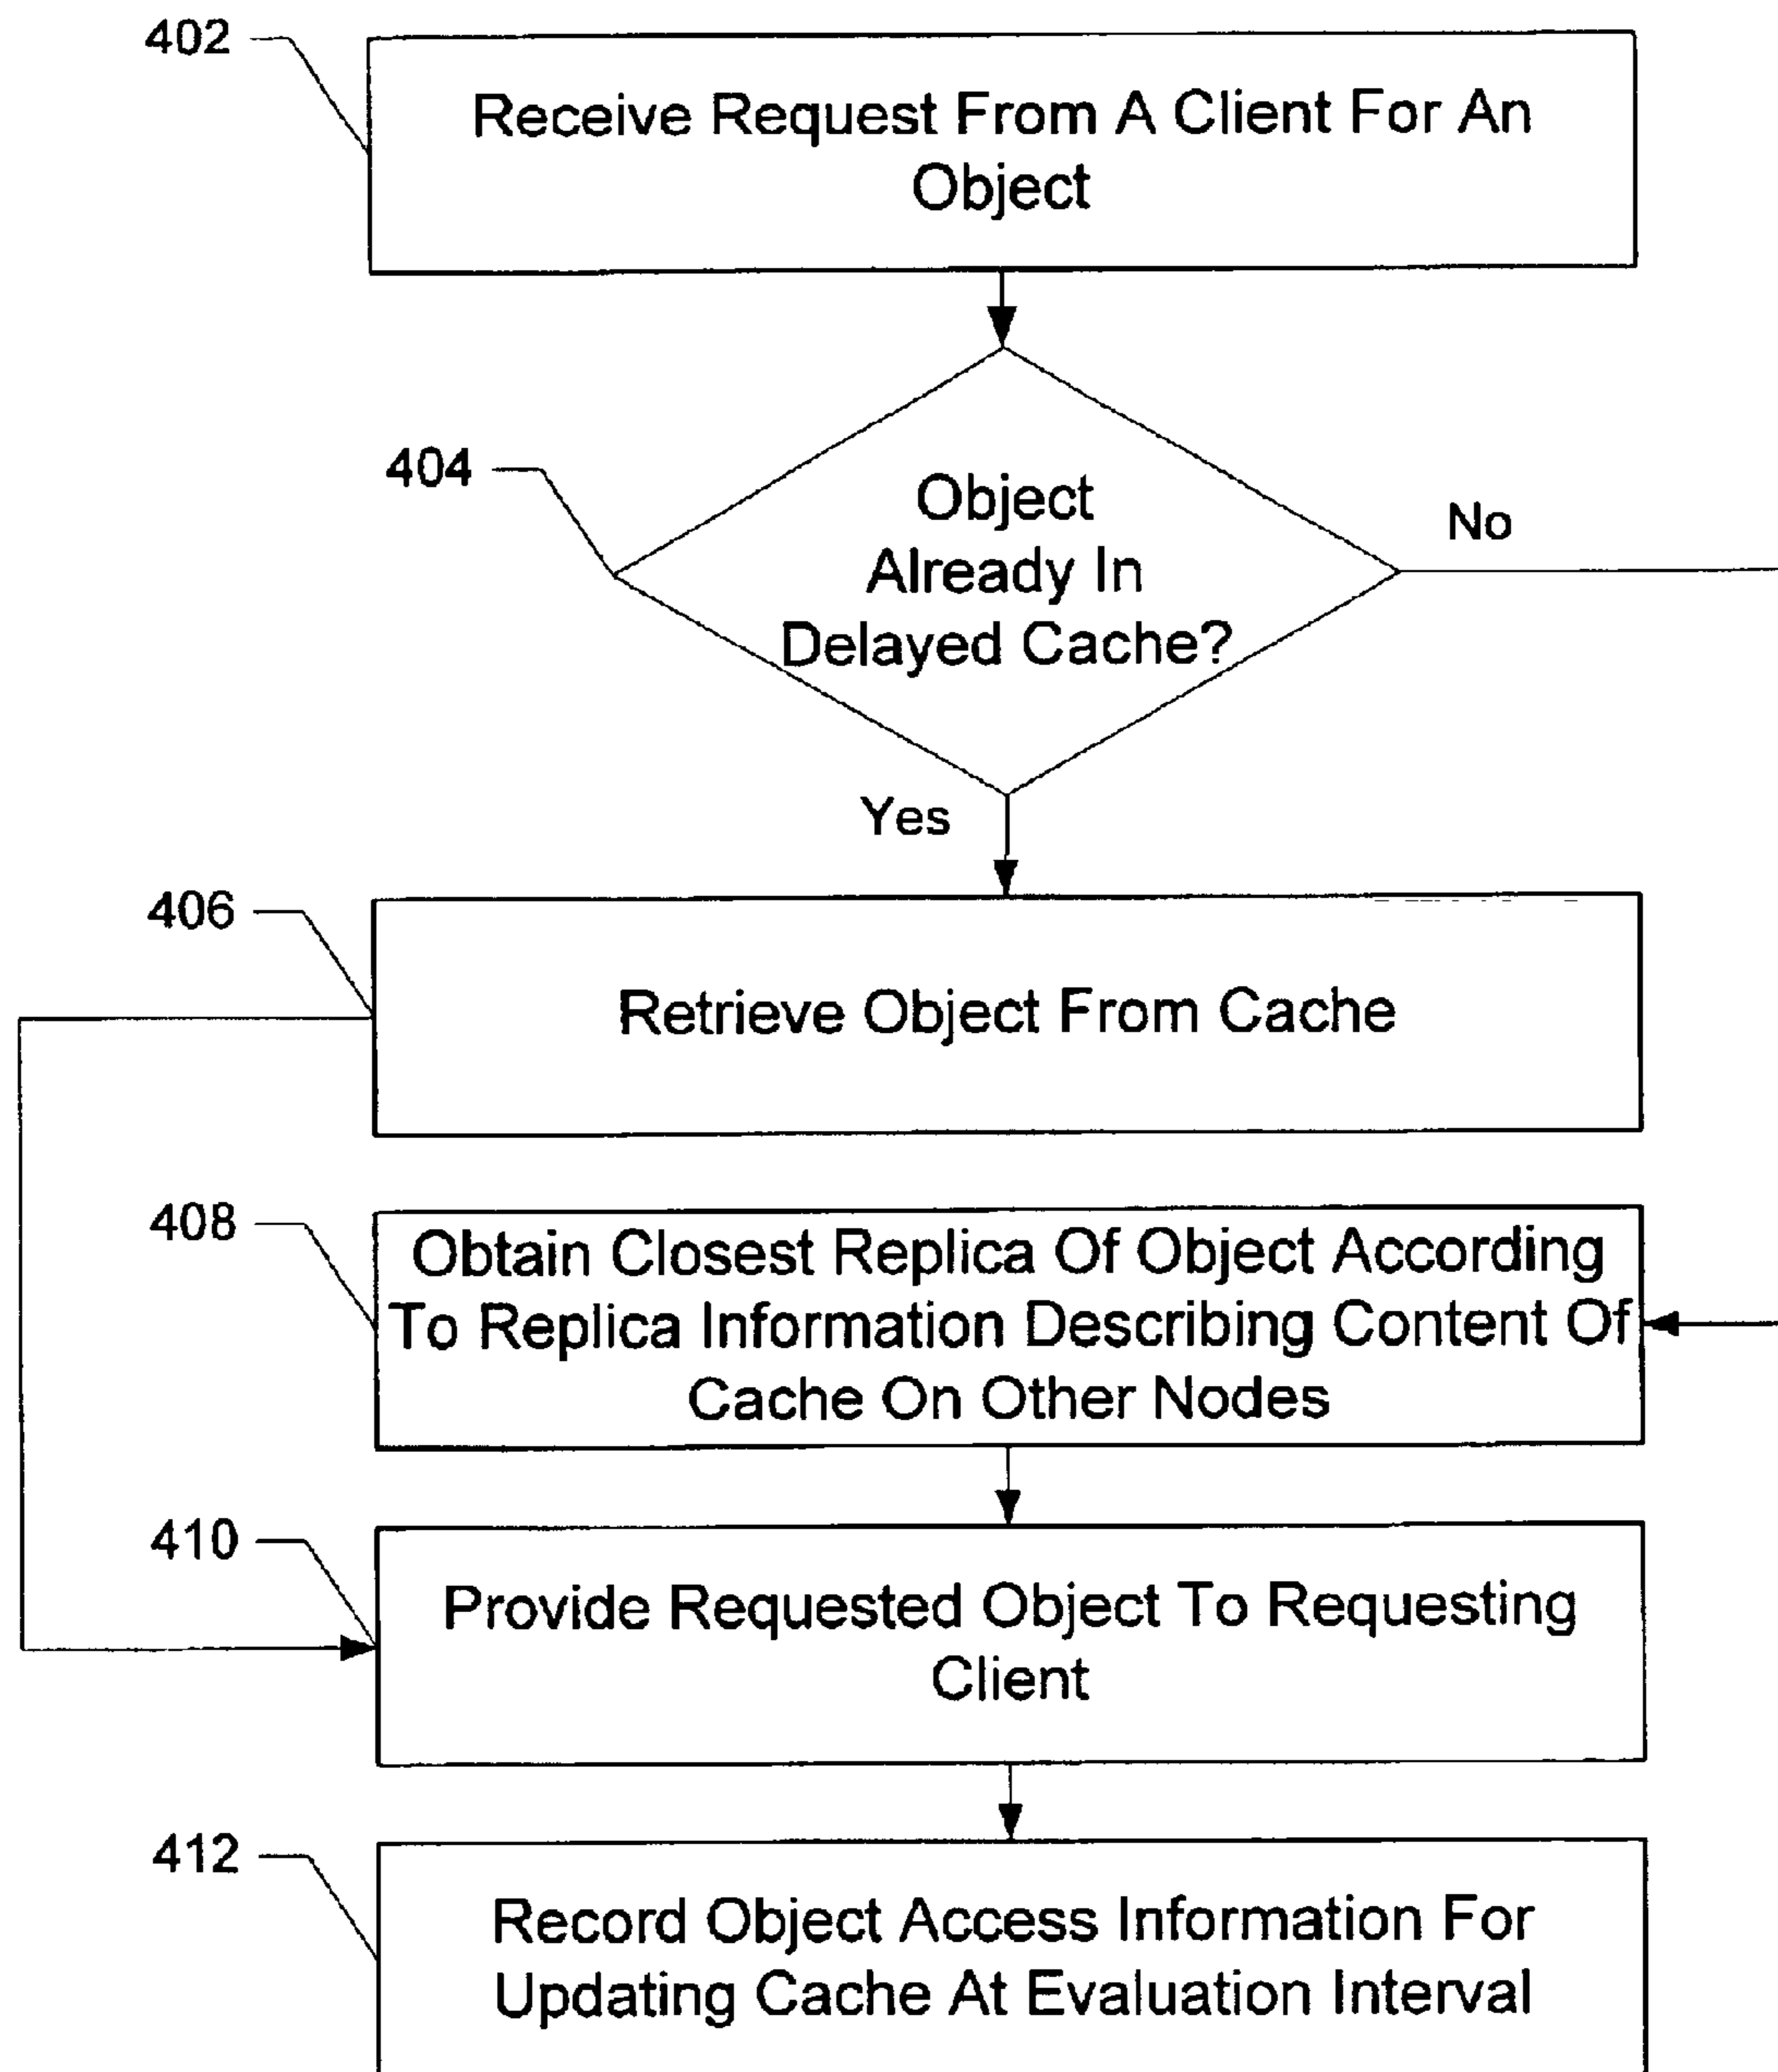 402
Receive Request From A Client For An
Object
404
Object
Already In
Delayed Cache?
No
Yes
406
Retrieve Object From Cache
408
Obtain Closest Replica Of Object According
To Replica Information Describing Content Of
Cache On Other Nodes
410
Provide Requested Object To Requesting
Client
412
Record Object Access Information For
Updating Cache At Evaluation Interval